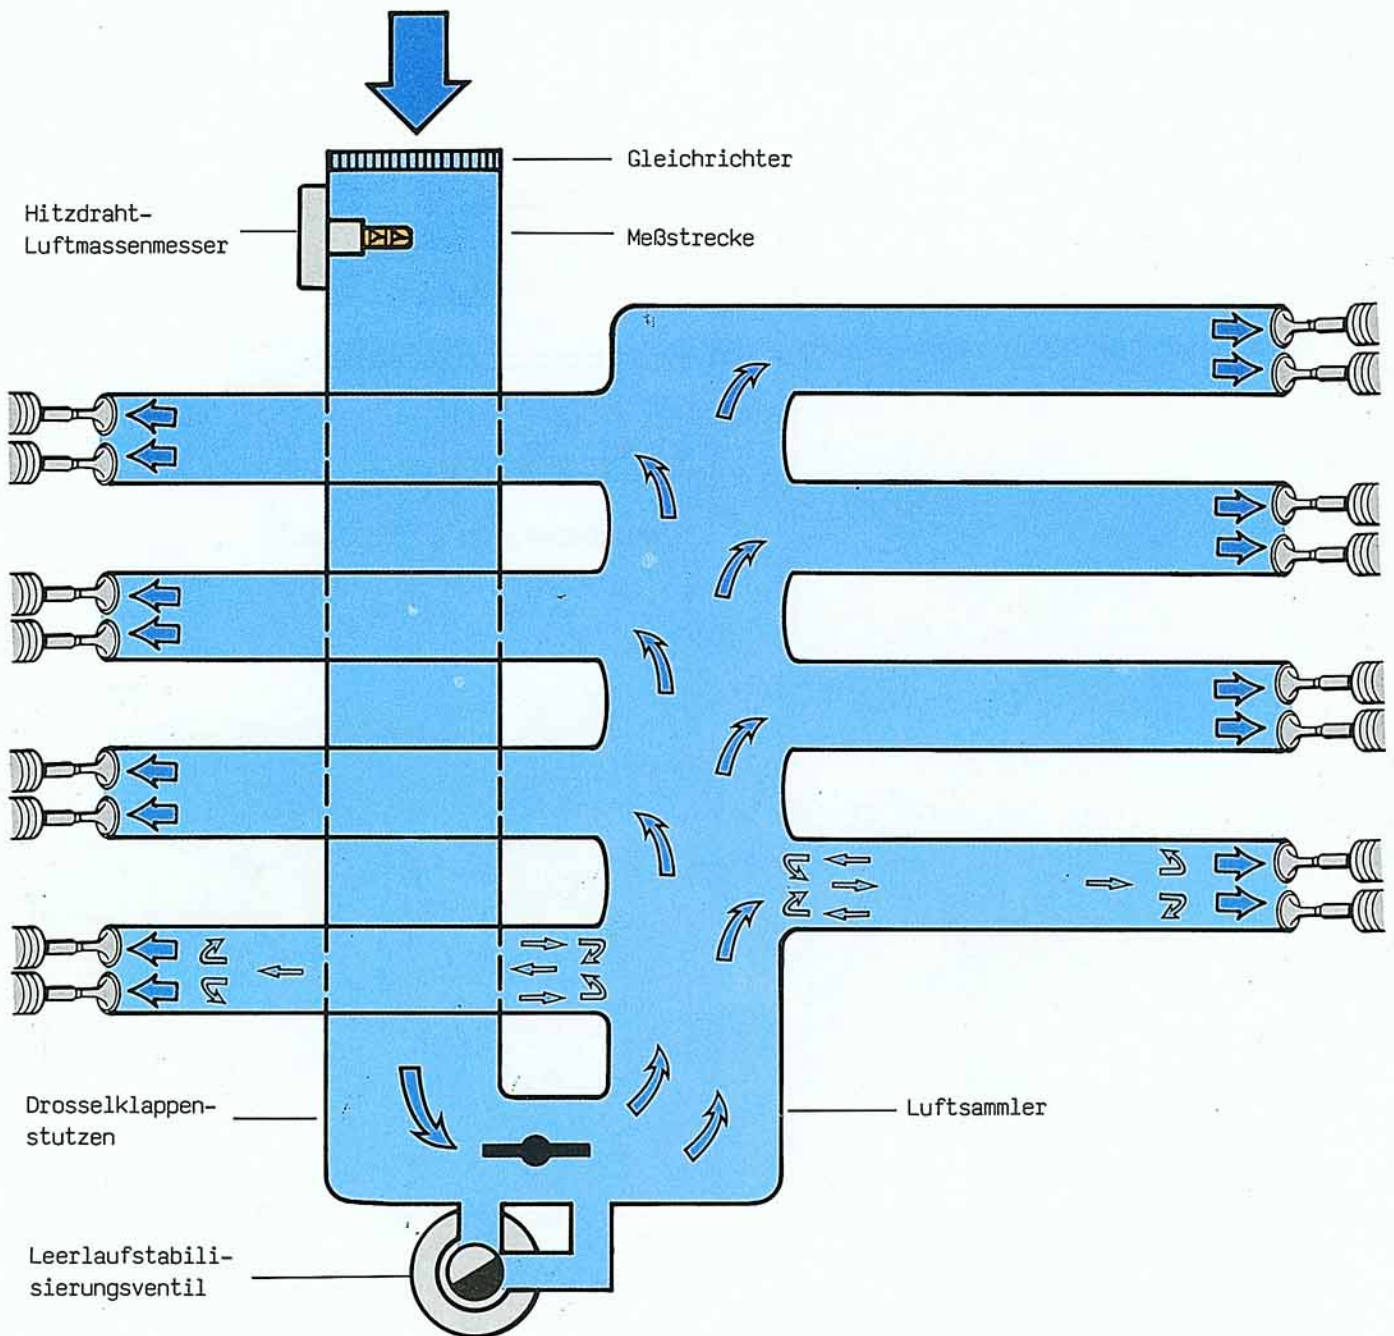 Gleichrichter
Hitzdraht-
Luftmassenmesser
Meßstrecke
Drosselklappen-
stutzen
Luftsammler
Leerlaufstabili-
sierungsventil